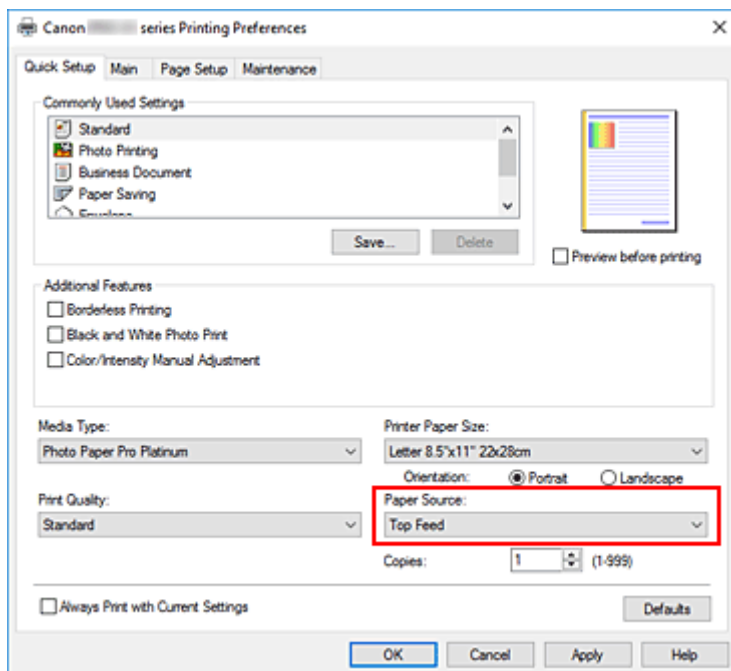 Canon series Printing Preferences
Quick Setup Main Page Setup Maintenance
Commonly Used Settings
Standard
Photo Printing
Business Document
Paper Saving
Envelope
Save... Delete
Preview before printing
Additional Features
Borderless Printing
Black and White Photo Print
Color/Intensity Manual Adjustment
Media Type: Printer Paper Size:
Photo Paper Pro Platinum Letter 8.5"x11" 22x28cm
Orientation: Portrait Landscape
Print Quality: Paper Source:
Standard Top Feed
Copies: 1 (1-999)
Always Print with Current Settings Defaults
OK Cancel Apply Help